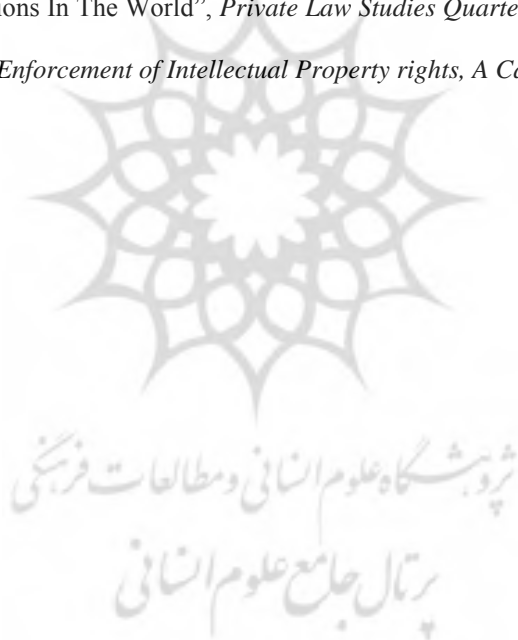 ions In The World”, Private Law Studies Quarte
Enforcement of Intellectual Property rights, A Ca
پژوهشگاه علوم انسانی و مطالعات فرهنگی
پرتال جامع علوم انسانی